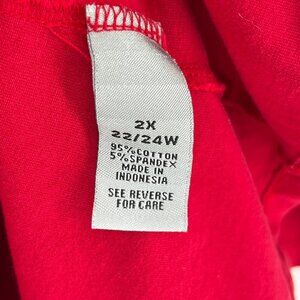 2X
22/24W
95% COTTON
5% SPANDEX
MADE IN
INDONESIA
SEE REVERSE
FOR CARE